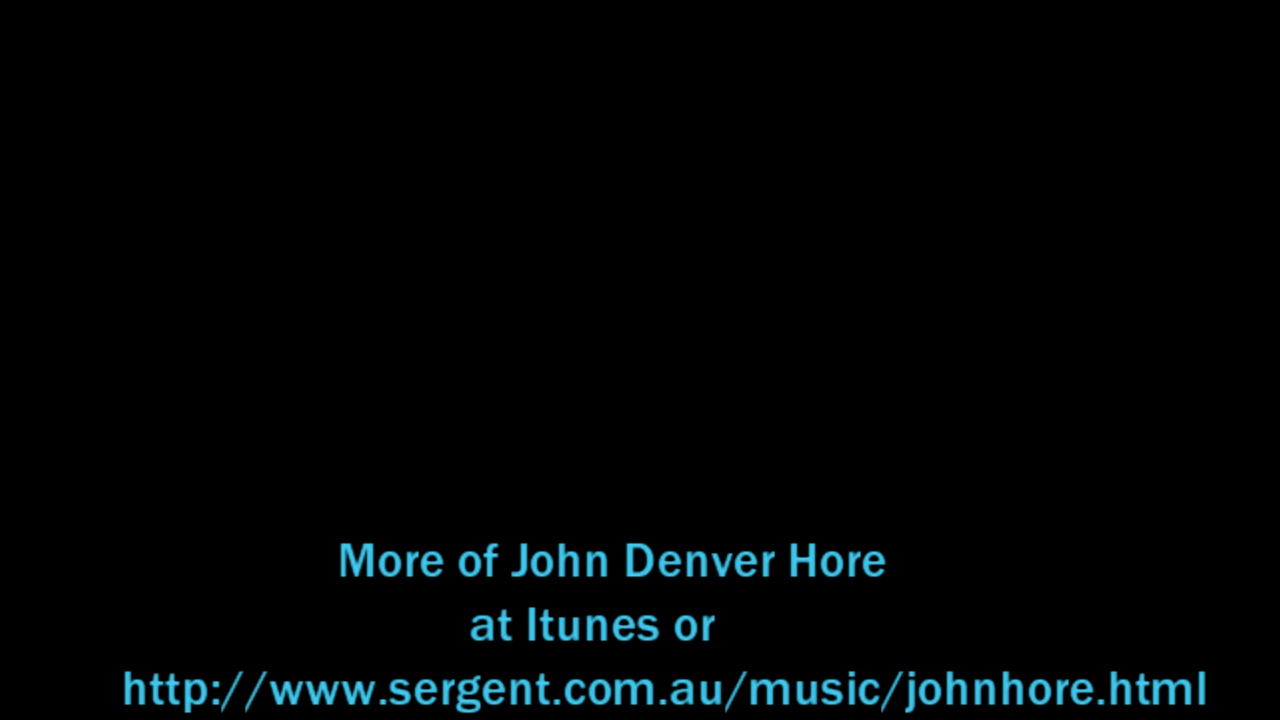 More of John Denver Hore
at Itunes or
http://www.sergent.com.au/music/johnhore.html